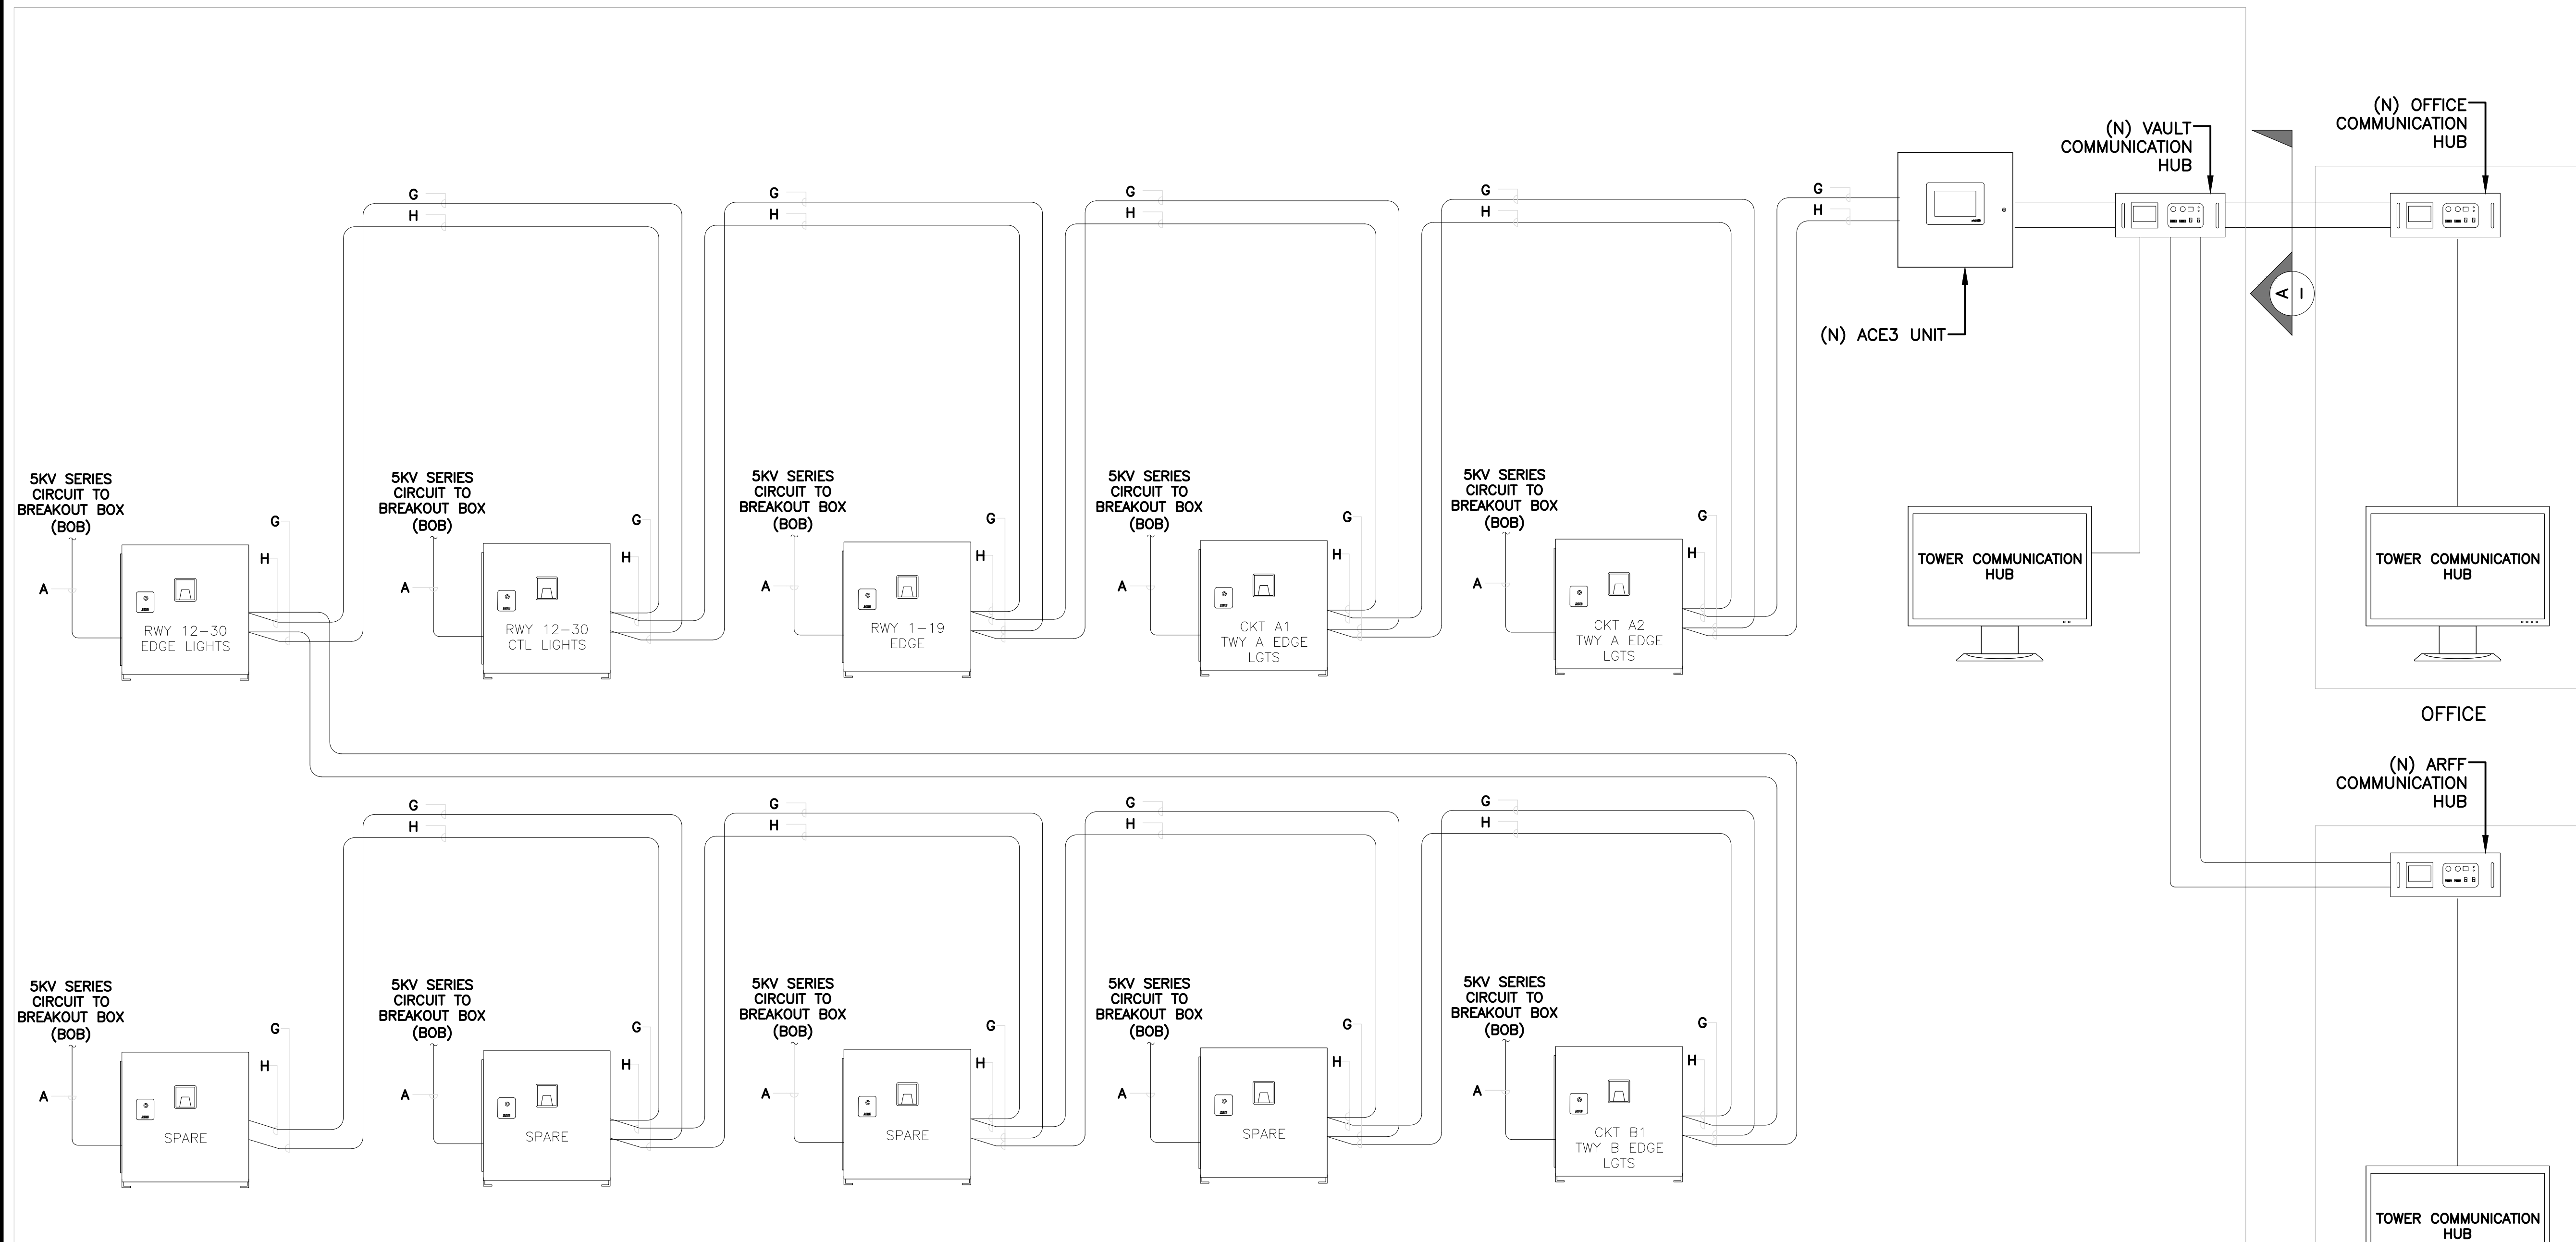 (N) OFFICE
COMMUNICATION
HUB
(N) VAULT
COMMUNICATION
HUB
G
H
G
H
G
H
G
H
G
H
A
(N) ACE3 UNIT
5KV SERIES
CIRCUIT TO
BREAKOUT BOX
(BOB)
G
H
A
RWY 12-30
EDGE LIGHTS
5KV SERIES
CIRCUIT TO
BREAKOUT BOX
(BOB)
G
H
A
RWY 12-30
CTL LIGHTS
5KV SERIES
CIRCUIT TO
BREAKOUT BOX
(BOB)
G
H
A
RWY 1-19
EDGE
5KV SERIES
CIRCUIT TO
BREAKOUT BOX
(BOB)
G
H
A
CKT A1
TWY A EDGE
LGTS
5KV SERIES
CIRCUIT TO
BREAKOUT BOX
(BOB)
G
H
A
CKT A2
TWY A EDGE
LGTS
TOWER COMMUNICATION
HUB
TOWER COMMUNICATION
HUB
OFFICE
(N) ARFF
COMMUNICATION
HUB
G
H
G
H
G
H
G
H
5KV SERIES
CIRCUIT TO
BREAKOUT BOX
(BOB)
G
H
A
SPARE
5KV SERIES
CIRCUIT TO
BREAKOUT BOX
(BOB)
G
H
A
SPARE
5KV SERIES
CIRCUIT TO
BREAKOUT BOX
(BOB)
G
H
A
SPARE
5KV SERIES
CIRCUIT TO
BREAKOUT BOX
(BOB)
G
H
A
SPARE
5KV SERIES
CIRCUIT TO
BREAKOUT BOX
(BOB)
G
H
A
CKT B1
TWY B EDGE
LGTS
TOWER COMMUNICATION
HUB